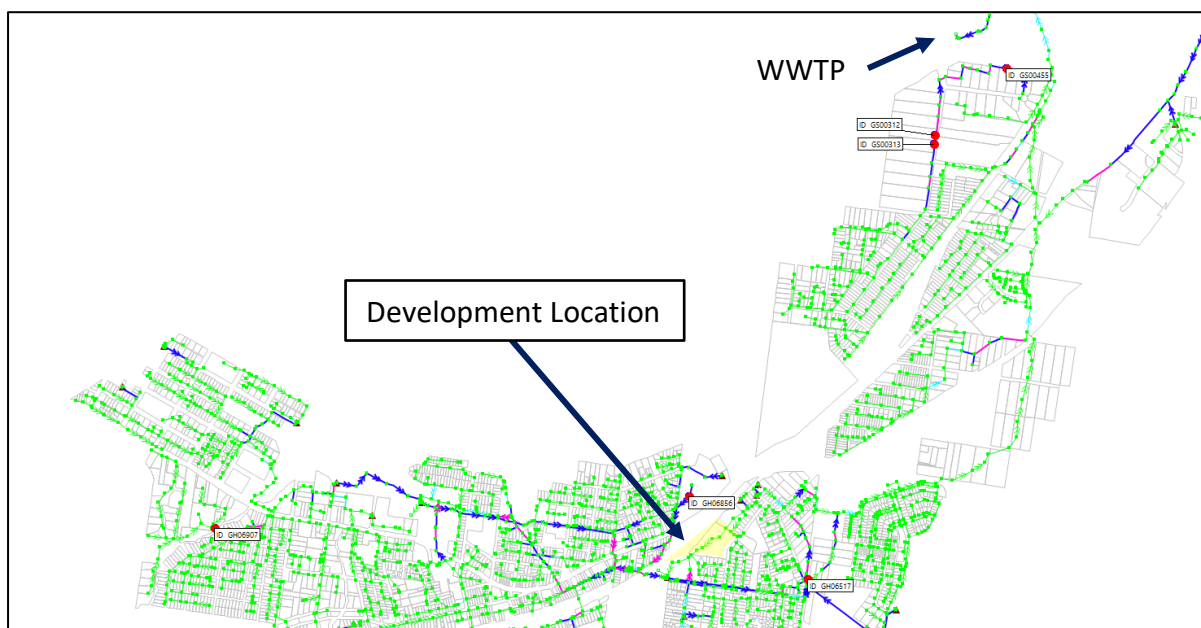 WWTP
ID GS00455
ID GS00312
ID GS00313
Development Location
ID GH06856
ID GH06907
ID GH06517